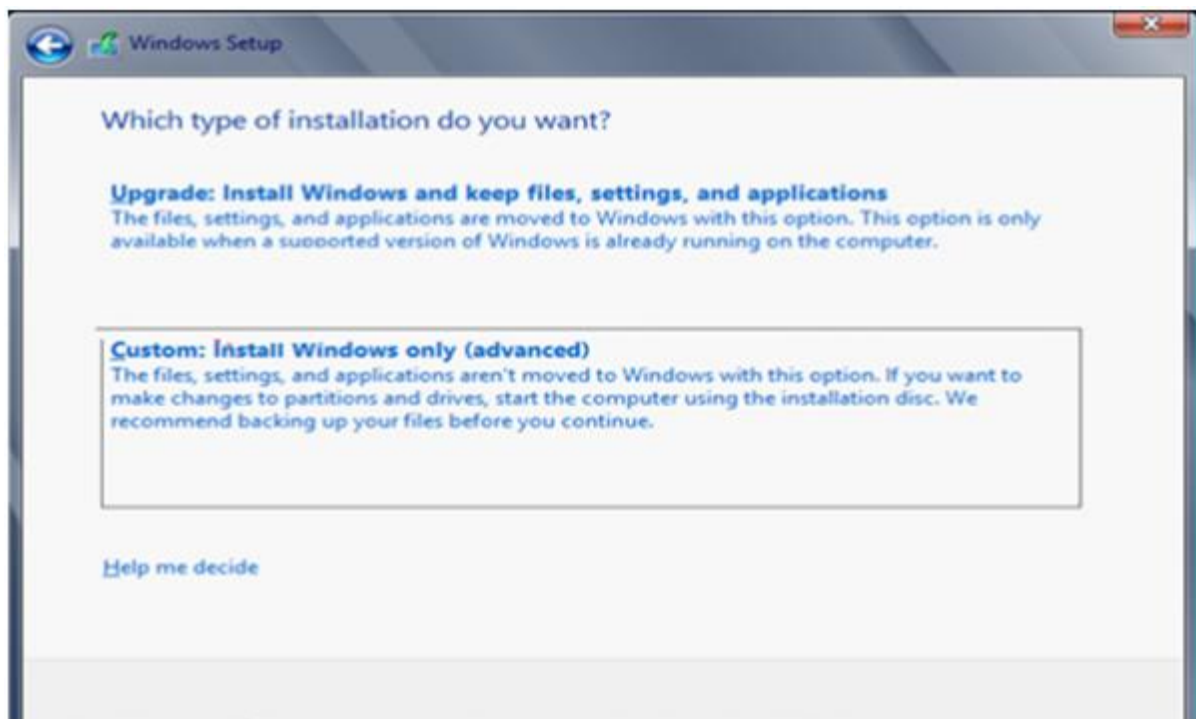 Windows Setup
Which type of installation do you want?
Upgrade: Install Windows and keep files, settings, and applications
The files, settings, and applications are moved to Windows with this option. This option is only
available when a supported version of Windows is already running on the computer.
Custom: Install Windows only (advanced)
The files, settings, and applications aren't moved to Windows with this option. If you want to
make changes to partitions and drives, start the computer using the installation disc. We
recommend backing up your files before you continue.
Help me decide